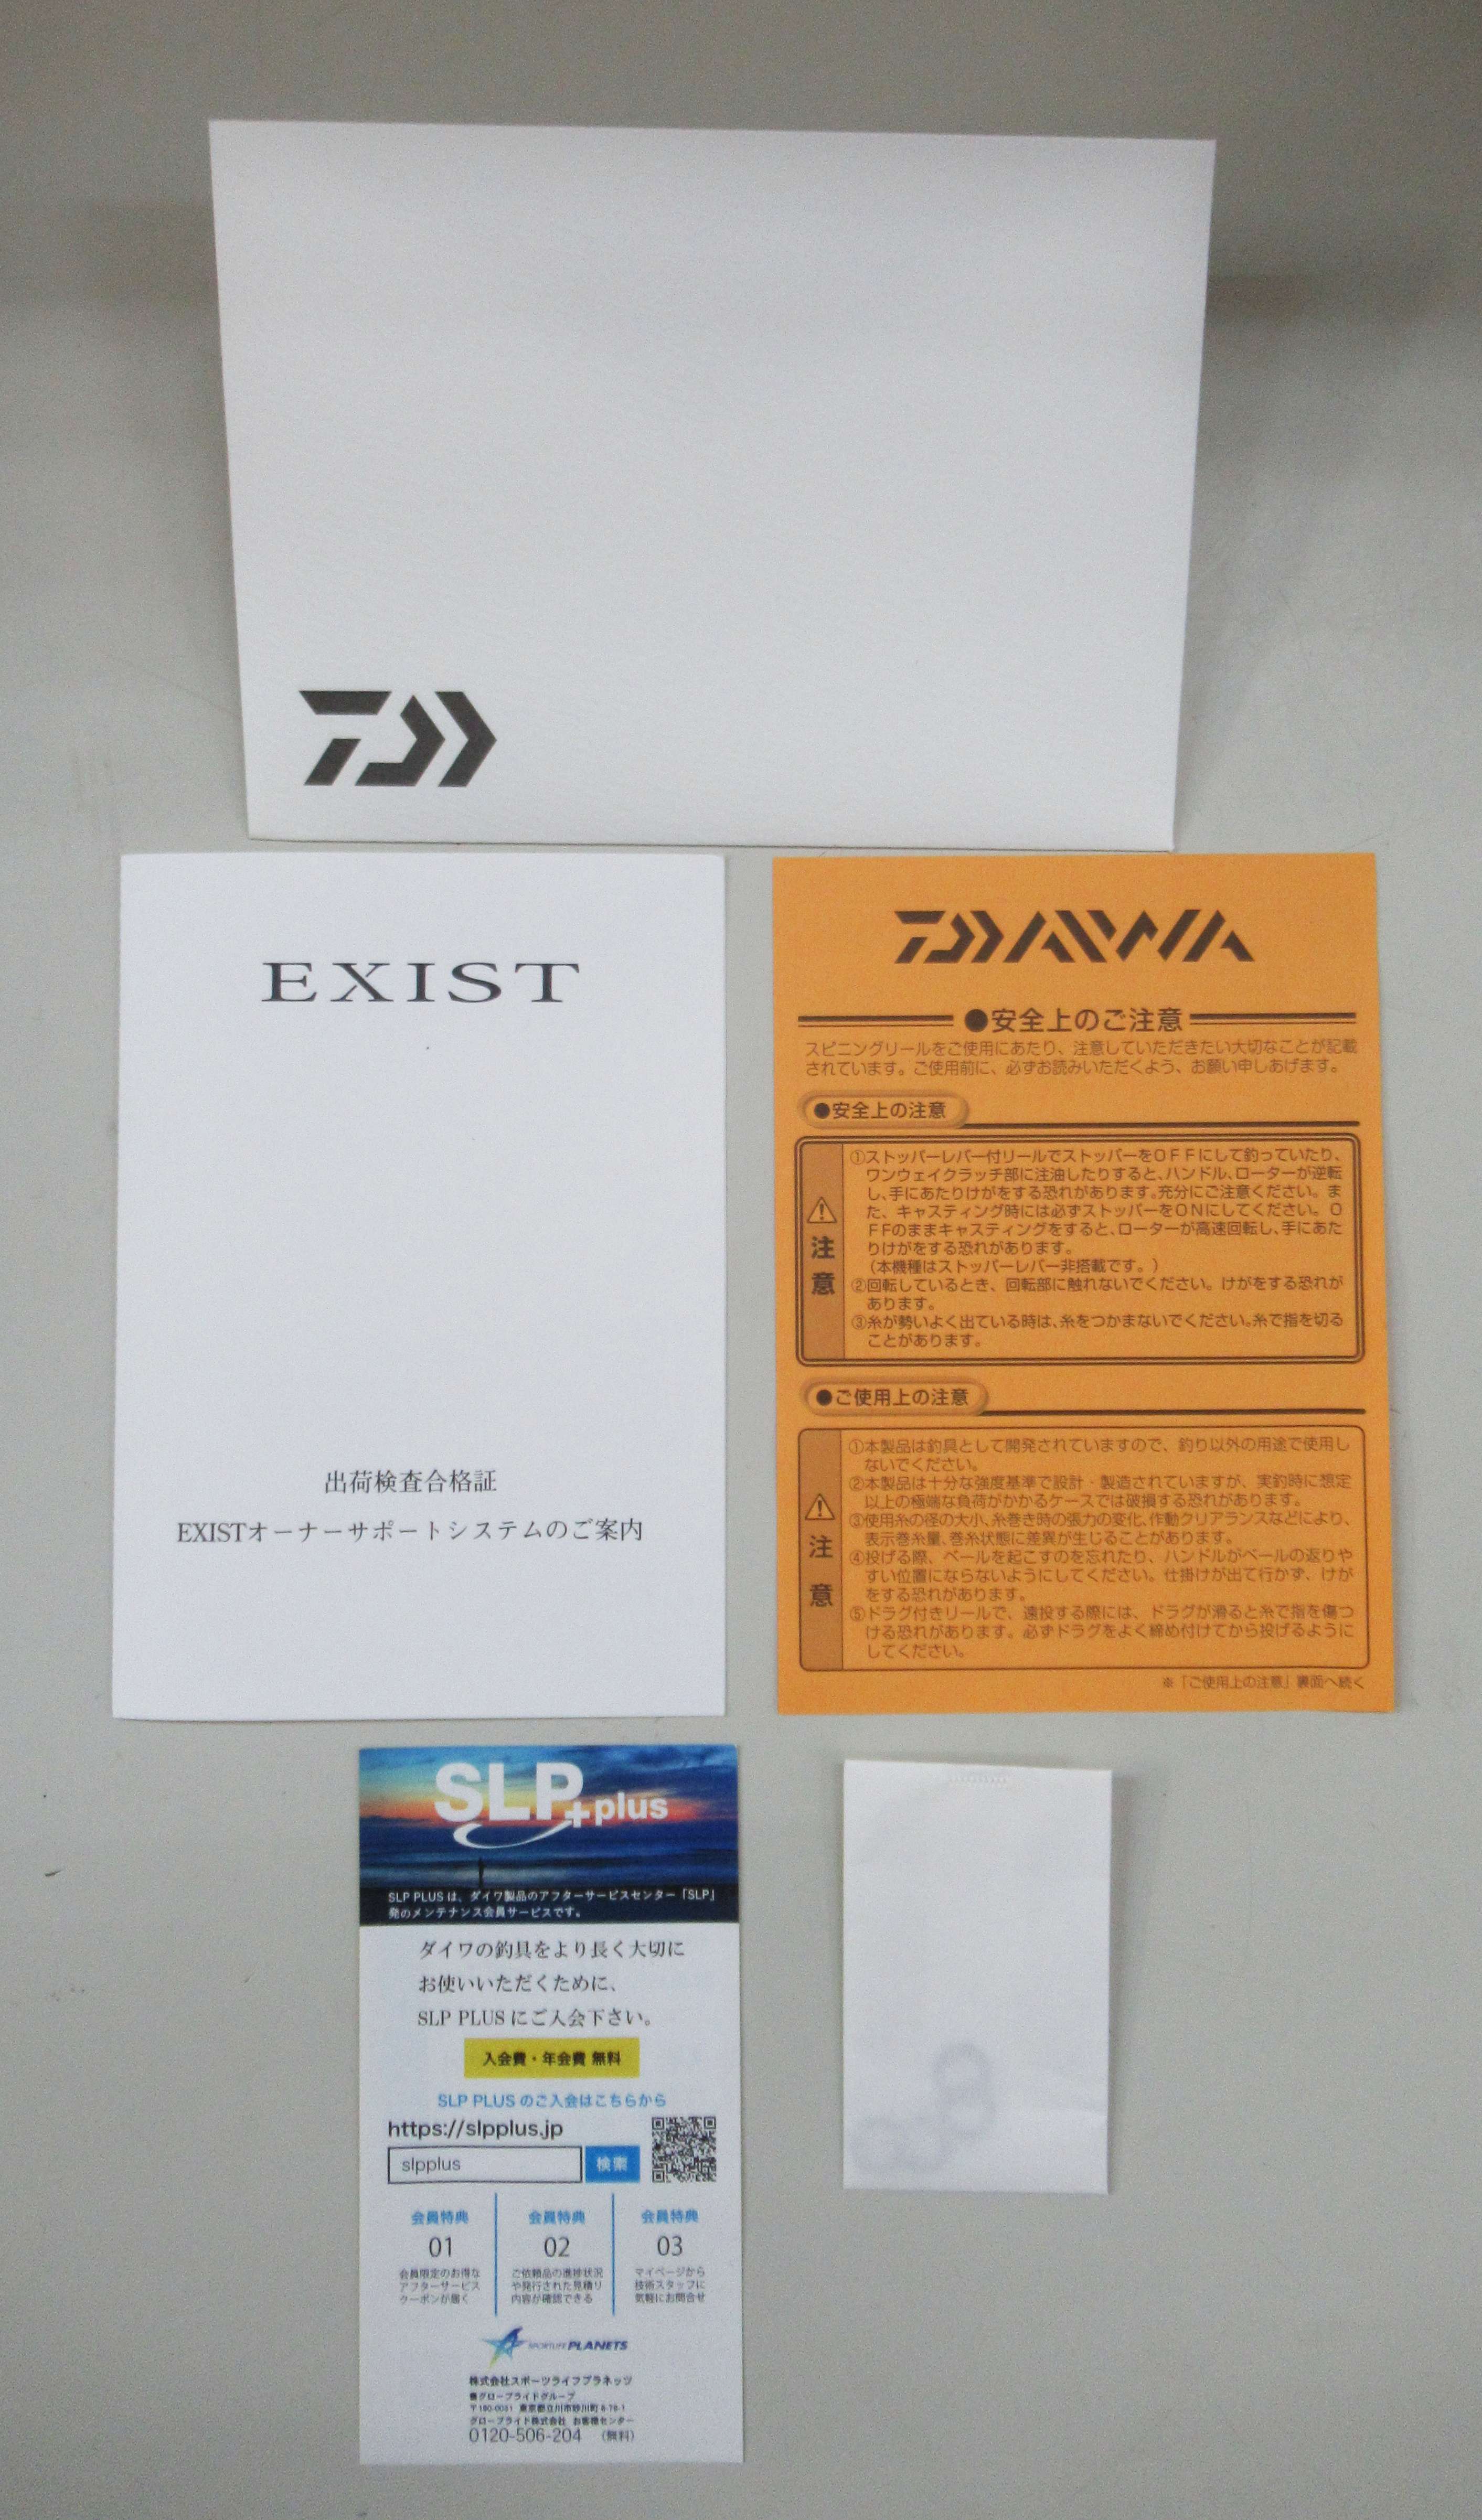 EXIST
出荷検査合格証
EXISTオーナーサポートシステムのご案内
DAIWA
●安全上のご注意
スピニングリールをご使用にあたり、注意していただきたい大切なことが記載
されています。ご使用前に、必ずお読みいただくよう、お願い申しあげます。
●安全上の注意
⚠注意
①ストッパーレバー付リールでストッパーをOFFにして釣っていたり、
ワンウェイクラッチ部に注油したりすると、ハンドル、ローターが逆転
し、手にあたりけがをする恐れがあります。充分にご注意ください。ま
た、キャスティング時には必ずストッパーをONにしてください。O
FFのままキャスティングをすると、ローターが高速回転し、手にあた
りけがをする恐れがあります。
(本機種はストッパーレバー非搭載です。)
②回転しているとき、回転部に触れないでください。けがをする恐れが
あります。
③糸が勢いよく出ている時は、糸をつかまないでください。糸で指を切る
ことがあります。
●ご使用上の注意
⚠注意
①本製品は釣具として開発されていますので、釣り以外の用途で使用し
ないでください。
②本製品は十分な強度基準で設計・製造されていますが、実釣時に想定
以上の極端な負荷がかかるケースでは破損する恐れがあります。
③使用糸の径の大小、糸巻き時の張力の変化、作動クリアランスなどにより、
表示巻糸量、巻糸状態に差異が生じることがあります。
④投げる際、ベールを起こすのを忘れたり、ハンドルがベールの返りや
すい位置にならないようにしてください。仕掛けが出て行かず、けが
をする恐れがあります。
⑤ドラグ付きリールで、遠投する際には、ドラグが滑ると糸で指を傷つ
ける恐れがあります。必ずドラグをよく締め付けてから投げるように
してください。
※「ご使用上の注意」裏面へ続く
SLP+plus
SLP PLUS は、ダイワ製品のアフターサービスセンター「SLP」
発のメンテナンス会員サービスです。
ダイワの釣具をより長く大切に
お使いいただくために、
SLP PLUS にご入会下さい。
入会費・年会費 無料
SLP PLUS のご入会はこちらから
https://slpplus.jp
slpplus 検索
会員特典 01
会員限定のお得な
アフターサービス
クーポンが届く
会員特典 02
ご依頼品の進捗状況
や発行された見積り
内容が確認できる
会員特典 03
マイページから
技術スタッフに
気軽にお問合せ
SPORTLIFE PLANETS
株式会社スポーツライフプラネッツ
グローブライドグループ
〒190-0031 東京都立川市砂川町8-79-1
グローブライド株式会社 お客様センター
0120-506-204 (無料)